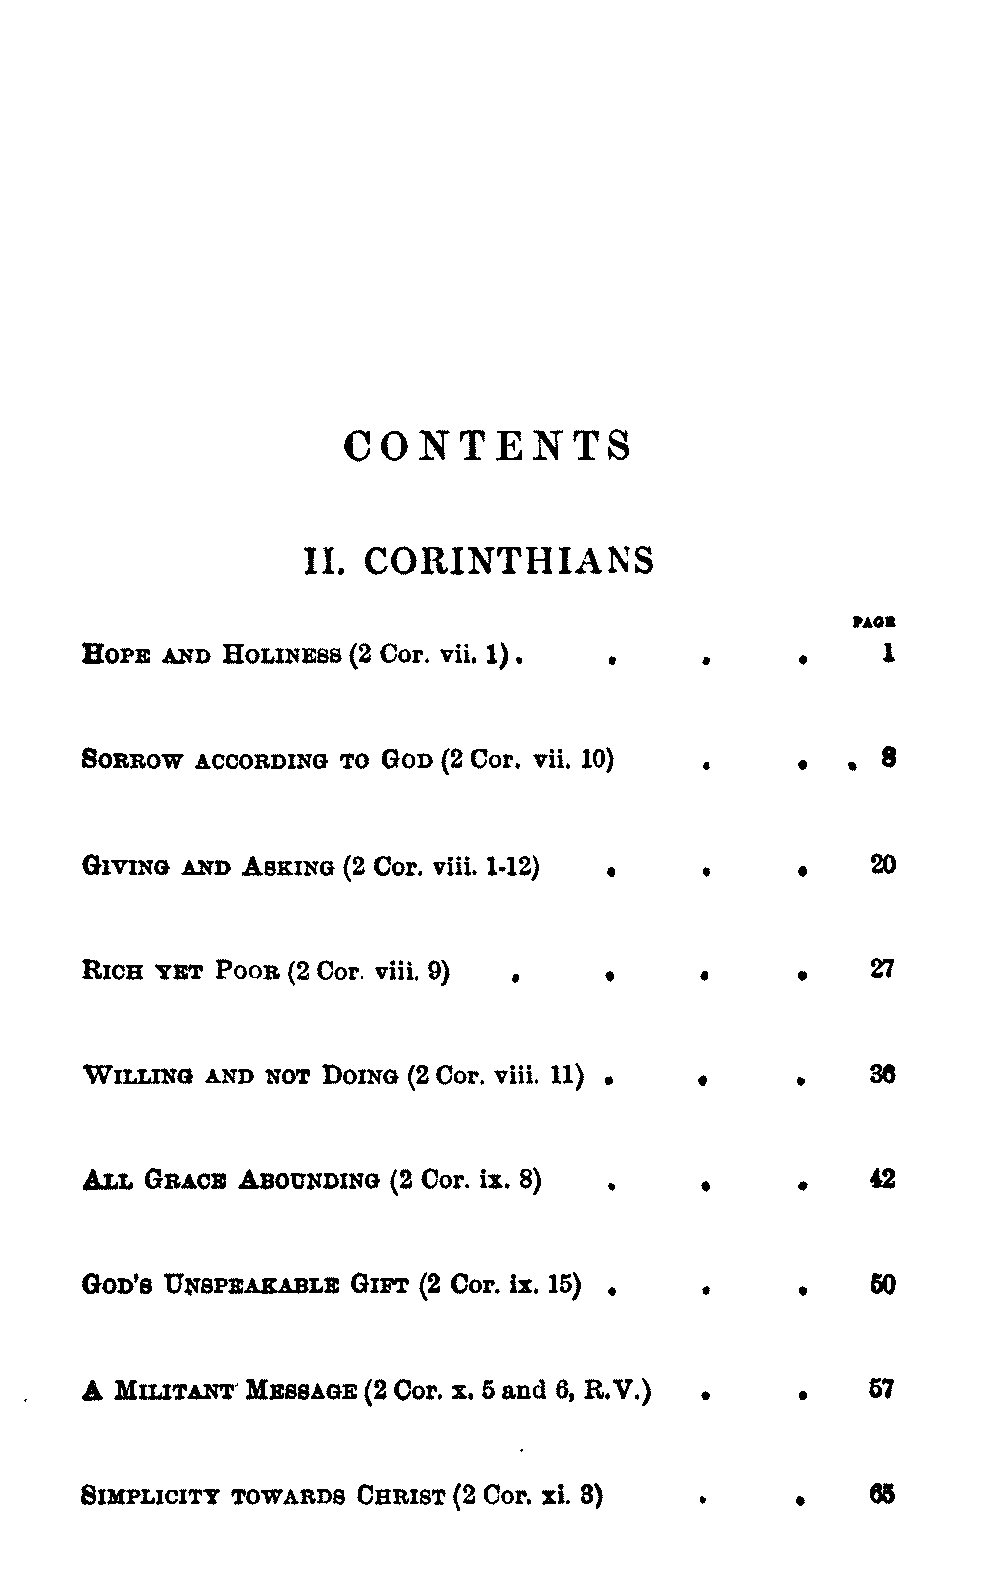 CONTENTS
II. CORINTHIANS
PAGE
HOPE AND HOLINESS (2 Cor. vii. 1) . . . . 1
SORROW ACCORDING TO GOD (2 Cor. vii. 10) . . . 8
GIVING AND ASKING (2 Cor. viii. 1-12) . . . 20
RICH YET POOR (2 Cor. viii. 9) . . . . 27
WILLING AND NOT DOING (2 Cor. viii. 11) . . . 36
ALL GRACE ABOUNDING (2 Cor. ix. 8) . . . 42
GOD'S UNSPEAKABLE GIFT (2 Cor. ix. 15) . . . 50
A MILITANT MESSAGE (2 Cor. x. 5 and 6, R.V.) . . 57
SIMPLICITY TOWARDS CHRIST (2 Cor. xi. 3) . . 65